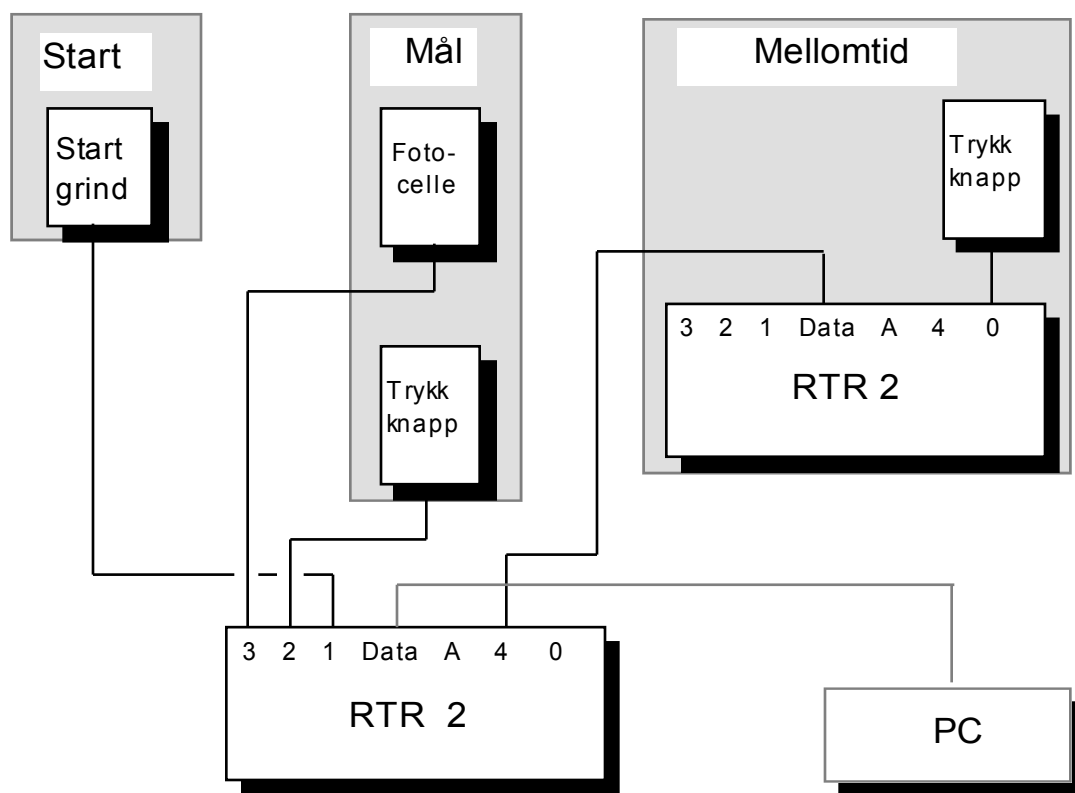 Start
Mål
Mellomtid
Start
grind
Foto-
celle
Trykk
knapp
3 2 1 Data A 4 0
RTR 2
Trykk
knapp
3 2 1 Data A 4 0
RTR 2
PC